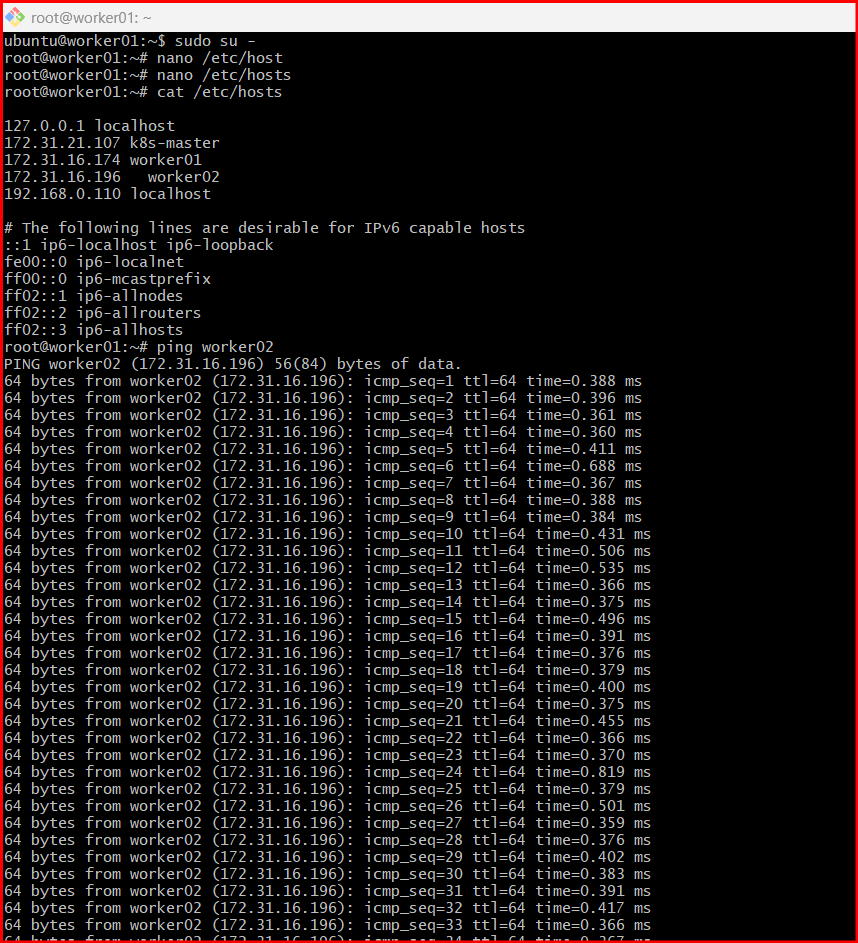 root@worker01: ~
ubuntu@worker01:~$ sudo su -
root@worker01:~# nano /etc/host
root@worker01:~# nano /etc/hosts
root@worker01:~# cat /etc/hosts
127.0.0.1 localhost
172.31.21.107 k8s-master
172.31.16.174 worker01
172.31.16.196   worker02
192.168.0.110 localhost
# The following lines are desirable for IPv6 capable hosts
::1 ip6-localhost ip6-loopback
fe00::0 ip6-localnet
ff00::0 ip6-mcastprefix
ff02::1 ip6-allnodes
ff02::2 ip6-allrouters
ff02::3 ip6-allhosts
root@worker01:~# ping worker02
PING worker02 (172.31.16.196) 56(84) bytes of data.
64 bytes from worker02 (172.31.16.196): icmp_seq=1 ttl=64 time=0.388 ms
64 bytes from worker02 (172.31.16.196): icmp_seq=2 ttl=64 time=0.396 ms
64 bytes from worker02 (172.31.16.196): icmp_seq=3 ttl=64 time=0.361 ms
64 bytes from worker02 (172.31.16.196): icmp_seq=4 ttl=64 time=0.360 ms
64 bytes from worker02 (172.31.16.196): icmp_seq=5 ttl=64 time=0.411 ms
64 bytes from worker02 (172.31.16.196): icmp_seq=6 ttl=64 time=0.688 ms
64 bytes from worker02 (172.31.16.196): icmp_seq=7 ttl=64 time=0.367 ms
64 bytes from worker02 (172.31.16.196): icmp_seq=8 ttl=64 time=0.388 ms
64 bytes from worker02 (172.31.16.196): icmp_seq=9 ttl=64 time=0.384 ms
64 bytes from worker02 (172.31.16.196): icmp_seq=10 ttl=64 time=0.431 ms
64 bytes from worker02 (172.31.16.196): icmp_seq=11 ttl=64 time=0.506 ms
64 bytes from worker02 (172.31.16.196): icmp_seq=12 ttl=64 time=0.535 ms
64 bytes from worker02 (172.31.16.196): icmp_seq=13 ttl=64 time=0.366 ms
64 bytes from worker02 (172.31.16.196): icmp_seq=14 ttl=64 time=0.375 ms
64 bytes from worker02 (172.31.16.196): icmp_seq=15 ttl=64 time=0.496 ms
64 bytes from worker02 (172.31.16.196): icmp_seq=16 ttl=64 time=0.391 ms
64 bytes from worker02 (172.31.16.196): icmp_seq=17 ttl=64 time=0.376 ms
64 bytes from worker02 (172.31.16.196): icmp_seq=18 ttl=64 time=0.379 ms
64 bytes from worker02 (172.31.16.196): icmp_seq=19 ttl=64 time=0.400 ms
64 bytes from worker02 (172.31.16.196): icmp_seq=20 ttl=64 time=0.375 ms
64 bytes from worker02 (172.31.16.196): icmp_seq=21 ttl=64 time=0.455 ms
64 bytes from worker02 (172.31.16.196): icmp_seq=22 ttl=64 time=0.366 ms
64 bytes from worker02 (172.31.16.196): icmp_seq=23 ttl=64 time=0.370 ms
64 bytes from worker02 (172.31.16.196): icmp_seq=24 ttl=64 time=0.819 ms
64 bytes from worker02 (172.31.16.196): icmp_seq=25 ttl=64 time=0.379 ms
64 bytes from worker02 (172.31.16.196): icmp_seq=26 ttl=64 time=0.501 ms
64 bytes from worker02 (172.31.16.196): icmp_seq=27 ttl=64 time=0.359 ms
64 bytes from worker02 (172.31.16.196): icmp_seq=28 ttl=64 time=0.376 ms
64 bytes from worker02 (172.31.16.196): icmp_seq=29 ttl=64 time=0.402 ms
64 bytes from worker02 (172.31.16.196): icmp_seq=30 ttl=64 time=0.383 ms
64 bytes from worker02 (172.31.16.196): icmp_seq=31 ttl=64 time=0.391 ms
64 bytes from worker02 (172.31.16.196): icmp_seq=32 ttl=64 time=0.417 ms
64 bytes from worker02 (172.31.16.196): icmp_seq=33 ttl=64 time=0.366 ms